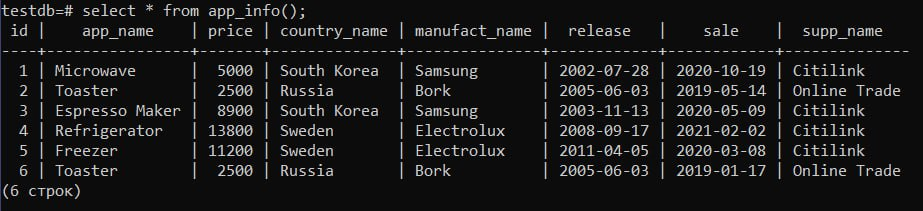 testdb=# select * from app_info();
 id |    app_name    | price | country_name | manufact_name |  release   |    sale    |  supp_name
----+----------------+-------+--------------+---------------+------------+------------+--------------
  1 | Microwave      |  5000 | South Korea  | Samsung       | 2002-07-28 | 2020-10-19 | Citilink
  2 | Toaster        |  2500 | Russia       | Bork          | 2005-06-03 | 2019-05-14 | Online Trade
  3 | Espresso Maker |  8900 | South Korea  | Samsung       | 2003-11-13 | 2020-05-09 | Citilink
  4 | Refrigerator   | 13800 | Sweden       | Electrolux    | 2008-09-17 | 2021-02-02 | Citilink
  5 | Freezer        | 11200 | Sweden       | Electrolux    | 2011-04-05 | 2020-03-08 | Citilink
  6 | Toaster        |  2500 | Russia       | Bork          | 2005-06-03 | 2019-01-17 | Online Trade
(6 строк)